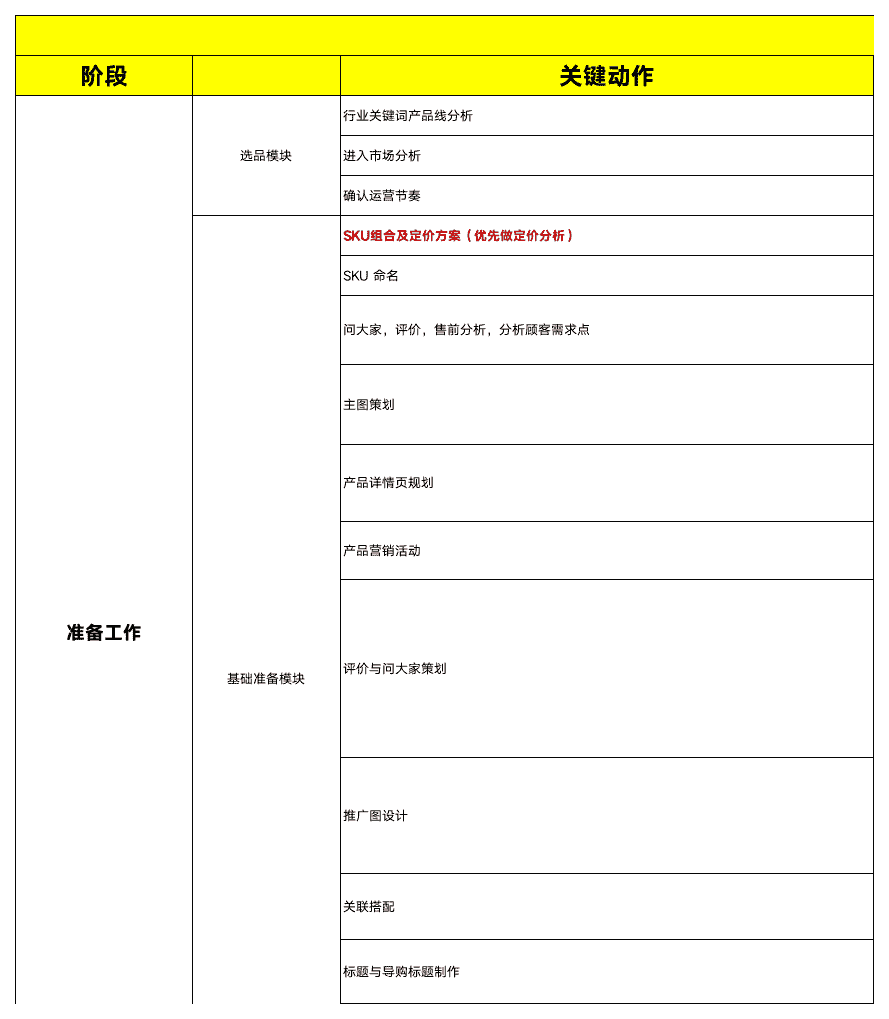 阶段
关键动作
行业关键词产品线分析
选品模块
进入市场分析
确认运营节奏
SKU组合及定价方案（优先做定价分析）
SKU 命名
问大家，评价，售前分析，分析顾客需求点
主图策划
产品详情页规划
产品营销活动
准备工作
评价与问大家策划
基础准备模块
推广图设计
关联搭配
标题与导购标题制作